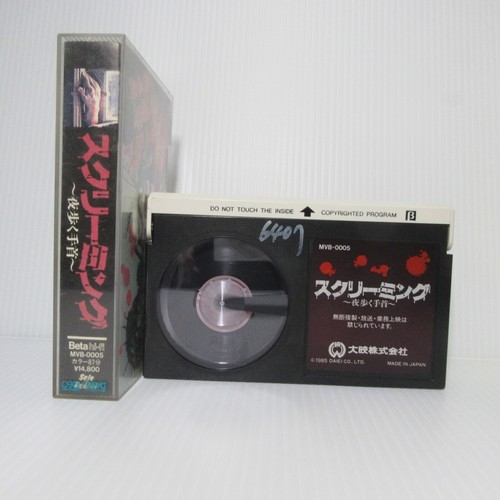 スクリーミング
〜夜歩く手首〜
Beta hi-fi
MVB-0005
カラー87分
¥14,800
DO NOT TOUCH THE INSIDE
COPYRIGHTED PROGRAM
β
6407
MVB-0005
スクリーミング
〜夜歩く手首〜
無断複製・放送・業務上映は
禁じられています。
大映株式会社
©1985 DAIEI CO., LTD.
MADE IN JAPAN